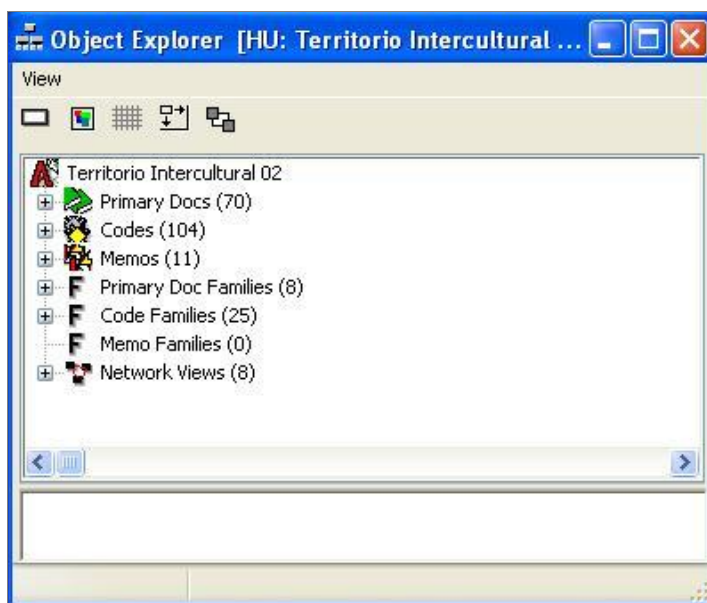 Object Explorer [HU: Territorio Intercultural ...
View
Territorio Intercultural 02
Primary Docs (70)
Codes (104)
Memos (11)
F Primary Doc Families (8)
F Code Families (25)
F Memo Families (0)
Network Views (8)